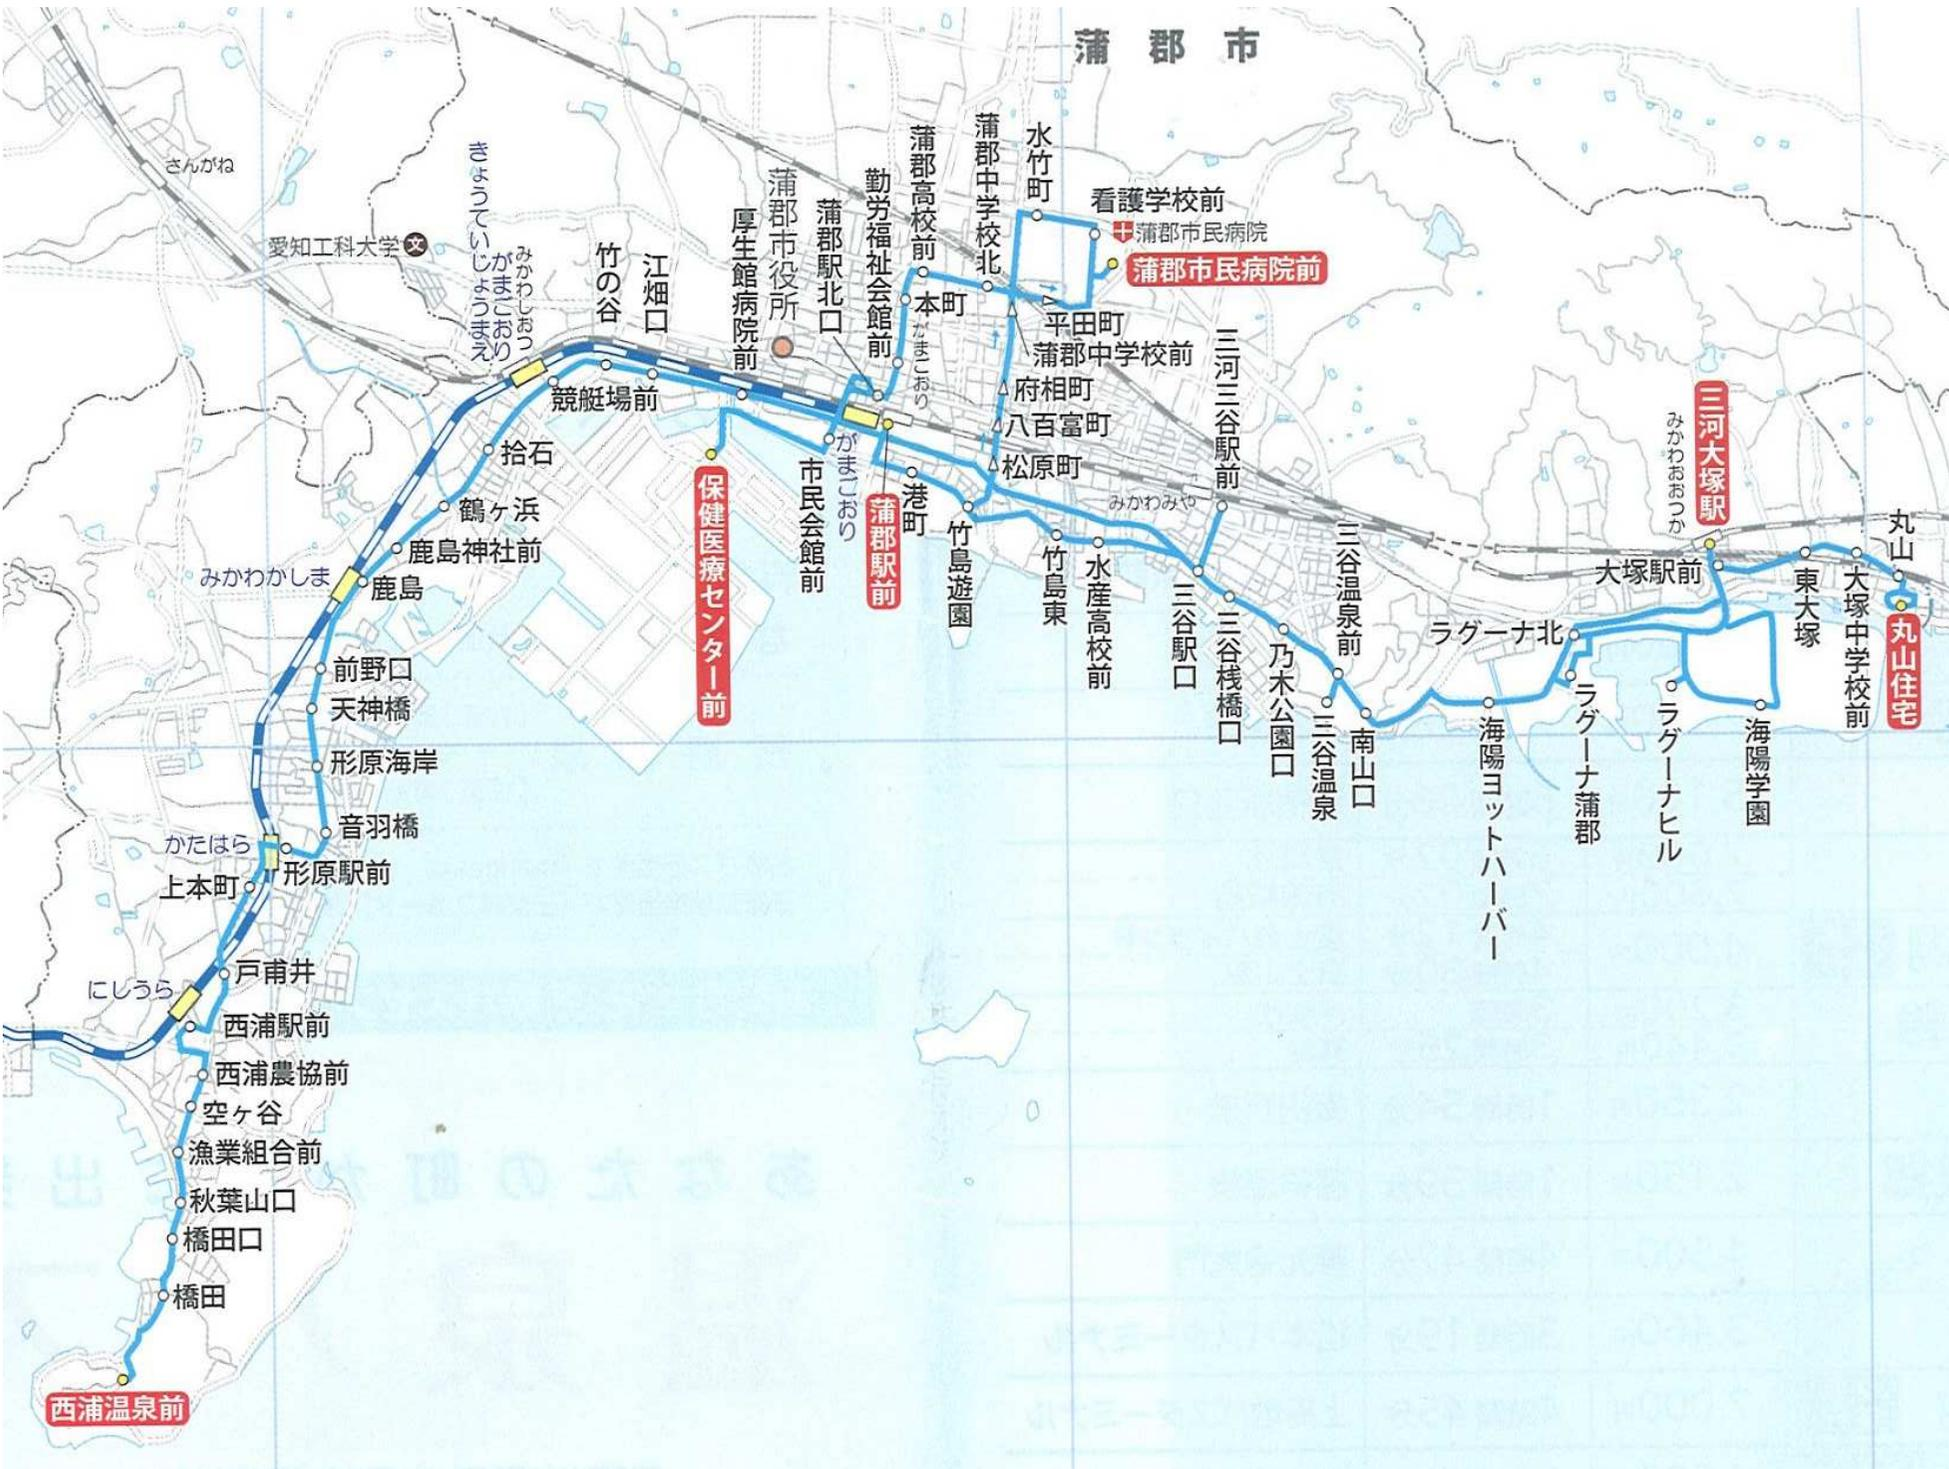 蒲郡市
さんがね
愛知工科大学
文
きょうていじょうまえ
がまごおり
みかわしおつ
竹の谷
江畑口
厚生館病院前
蒲郡市役所
蒲郡駅北口
勤労福祉会館前
蒲郡高校前
蒲郡中学校北
水竹町
看護学校前
蒲郡市民病院
蒲郡市民病院前
本町
がまごおり
平田町
蒲郡中学校前
府相町
八百富町
松原町
三河三谷駅前
みかわみや
競艇場前
拾石
鶴ヶ浜
鹿島神社前
みかわかしま
鹿島
前野口
天神橋
形原海岸
音羽橋
かたはら
形原駅前
上本町
戸甫井
にしうら
西浦駅前
西浦農協前
空ヶ谷
漁業組合前
秋葉山口
橋田口
橋田
西浦温泉前
保健医療センター前
市民会館前
がまごおり
蒲郡駅前
港町
竹島遊園
竹島東
水産高校前
三谷駅口
三谷桟橋口
乃木公園口
三谷温泉前
三谷温泉
南山口
海陽ヨットハーバー
ラグーナ北
ラグーナ蒲郡
ラグーナヒル
海陽学園
大塚駅前
みかわおおつか
三河大塚駅
東大塚
大塚中学校前
丸山
丸山住宅